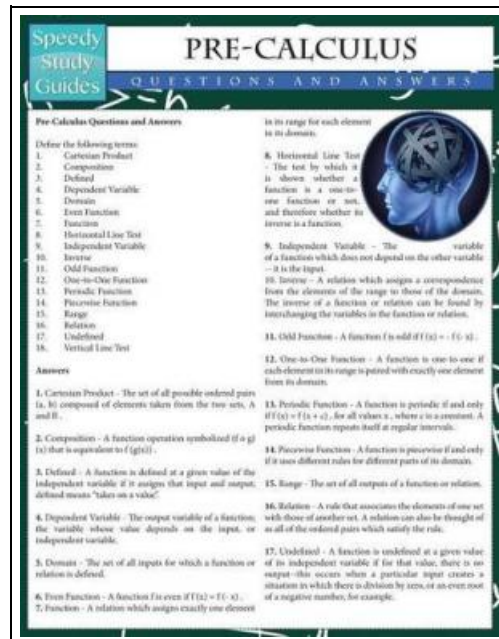 Speedy
Study
Guides
PRE-CALCULUS
QUESTIONS AND ANSWERS
Pre-Calculus Questions and Answers
Define the following terms:
1. Cartesian Product
2. Composition
3. Defined
4. Dependent Variable
5. Domain
6. Even Function
7. Function
8. Horizontal Line Test
9. Independent Variable
10. Inverse
11. Odd Function
12. One-to-One Function
13. Periodic Function
14. Piecewise Function
15. Range
16. Relation
17. Undefined
18. Vertical Line Test
Answers
1. Cartesian Product - The set of all possible ordered pairs
(a, b) composed of elements taken from the two sets, A
and B .
2. Composition - A function operation symbolized (f o g)
(x) that is equivalent to f (g(x)) .
3. Defined - A function is defined at a given value of the
independent variable if it assigns that input and output;
defined means "takes on a value".
4. Dependent Variable - The output variable of a function;
the variable whose value depends on the input, or
independent variable.
5. Domain - The set of all inputs for which a function or
relation is defined.
6. Even Function - A function f is even if f (x) = f (- x) .
7. Function - A relation which assigns exactly one element
in its range for each element
in its domain.
8. Horizontal Line Test
- The test by which it
is shown whether a
function is a one-to-
one function or not,
and therefore whether its
inverse is a function.
9. Independent Variable - The variable
of a function which does not depend on the other variable
-- it is the input.
10. Inverse - A relation which assigns a correspondence
from the elements of the range to those of the domain.
The inverse of a function or relation can be found by
interchanging the variables in the function or relation.
11. Odd Function - A function f is odd if f (x) = - f (- x) .
12. One-to-One Function - A function is one to one if
each element in its range is paired with exactly one element
from its domain.
13. Periodic Function - A function is periodic if and only
if f (x) = f (x + c) , for all values x , where c is a constant. A
periodic function repeats itself at regular intervals.
14. Piecewise Function - A function is piecewise if and only
if it uses different rules for different parts of its domain.
15. Range - The set of all outputs of a function or relation.
16. Relation - A rule that associates the elements of one set
with those of another set. A relation can also be thought of
as all of the ordered pairs which satisfy the rule.
17. Undefined - A function is undefined at a given value
of its independent variable if for that value, there is no
output--this occurs when a particular input creates a
situation in which there is division by zero, or an even root
of a negative number, for example.